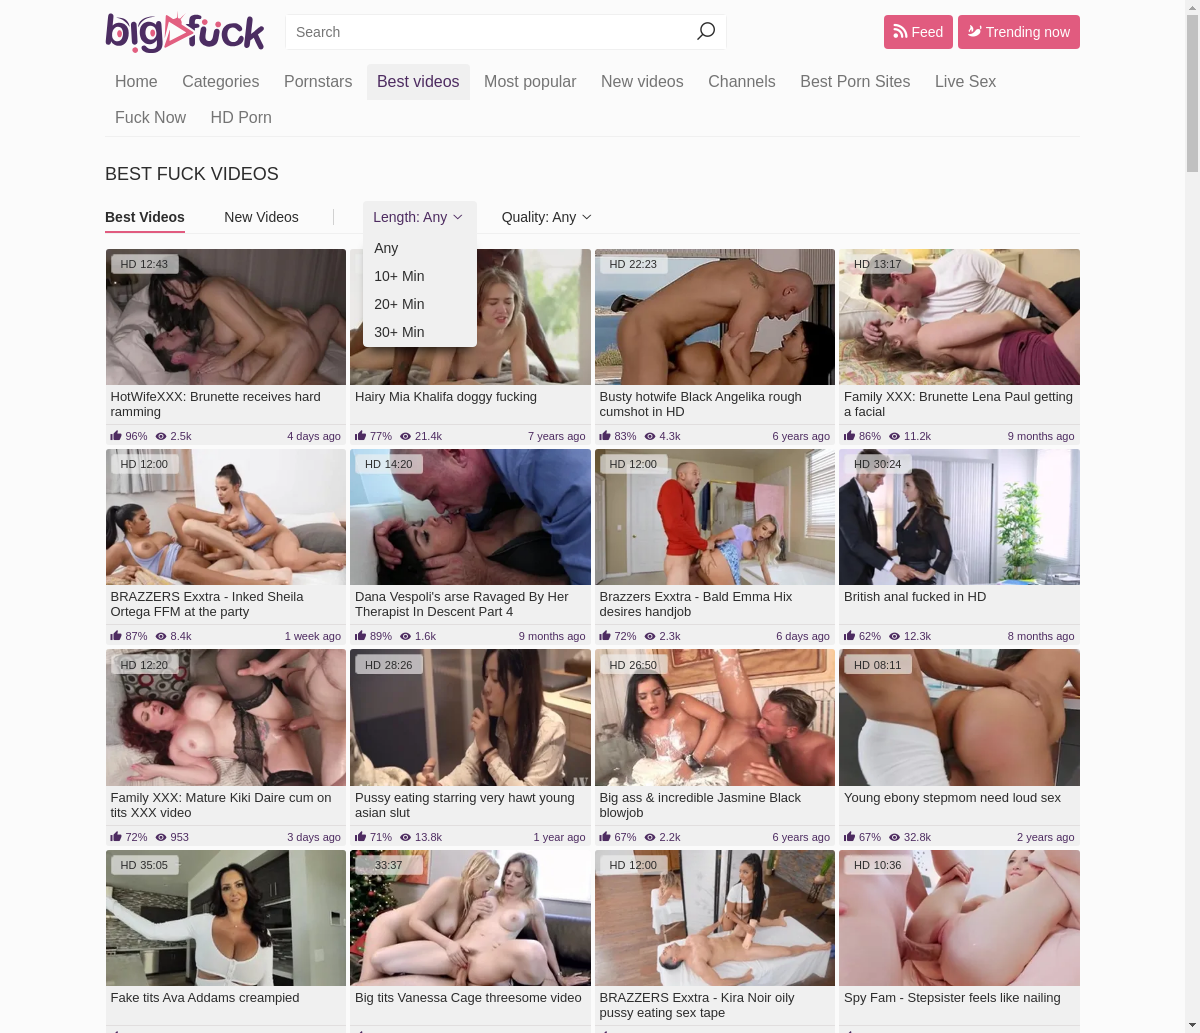 bigfuck
Search
Feed
Trending now
Home
Categories
Pornstars
Best videos
Most popular
New videos
Channels
Best Porn Sites
Live Sex
Fuck Now
HD Porn
BEST FUCK VIDEOS
Best Videos
New Videos
Length: Any
Quality: Any
Any
10+ Min
20+ Min
30+ Min
HD 12:43
HD 22:23
HD 13:17
HotWifeXXX: Brunette receives hard
ramming
96% 2.5k 4 days ago
Hairy Mia Khalifa doggy fucking
77% 21.4k 7 years ago
Busty hotwife Black Angelika rough
cumshot in HD
83% 4.3k 6 years ago
Family XXX: Brunette Lena Paul getting
a facial
86% 11.2k 9 months ago
HD 12:00
HD 14:20
HD 12:00
HD 30:24
BRAZZERS Exxtra - Inked Sheila
Ortega FFM at the party
87% 8.4k 1 week ago
Dana Vespoli's arse Ravaged By Her
Therapist In Descent Part 4
89% 1.6k 9 months ago
Brazzers Exxtra - Bald Emma Hix
desires handjob
72% 2.3k 6 days ago
British anal fucked in HD
62% 12.3k 8 months ago
HD 12:20
HD 28:26
HD 26:50
HD 08:11
AV
Family XXX: Mature Kiki Daire cum on
tits XXX video
72% 953 3 days ago
Pussy eating starring very hawt young
asian slut
71% 13.8k 1 year ago
Big ass & incredible Jasmine Black
blowjob
67% 2.2k 6 years ago
Young ebony stepmom need loud sex
67% 32.8k 2 years ago
HD 35:05
33:37
HD 12:00
HD 10:36
Fake tits Ava Addams creampied
Big tits Vanessa Cage threesome video
BRAZZERS Exxtra - Kira Noir oily
pussy eating sex tape
Spy Fam - Stepsister feels like nailing